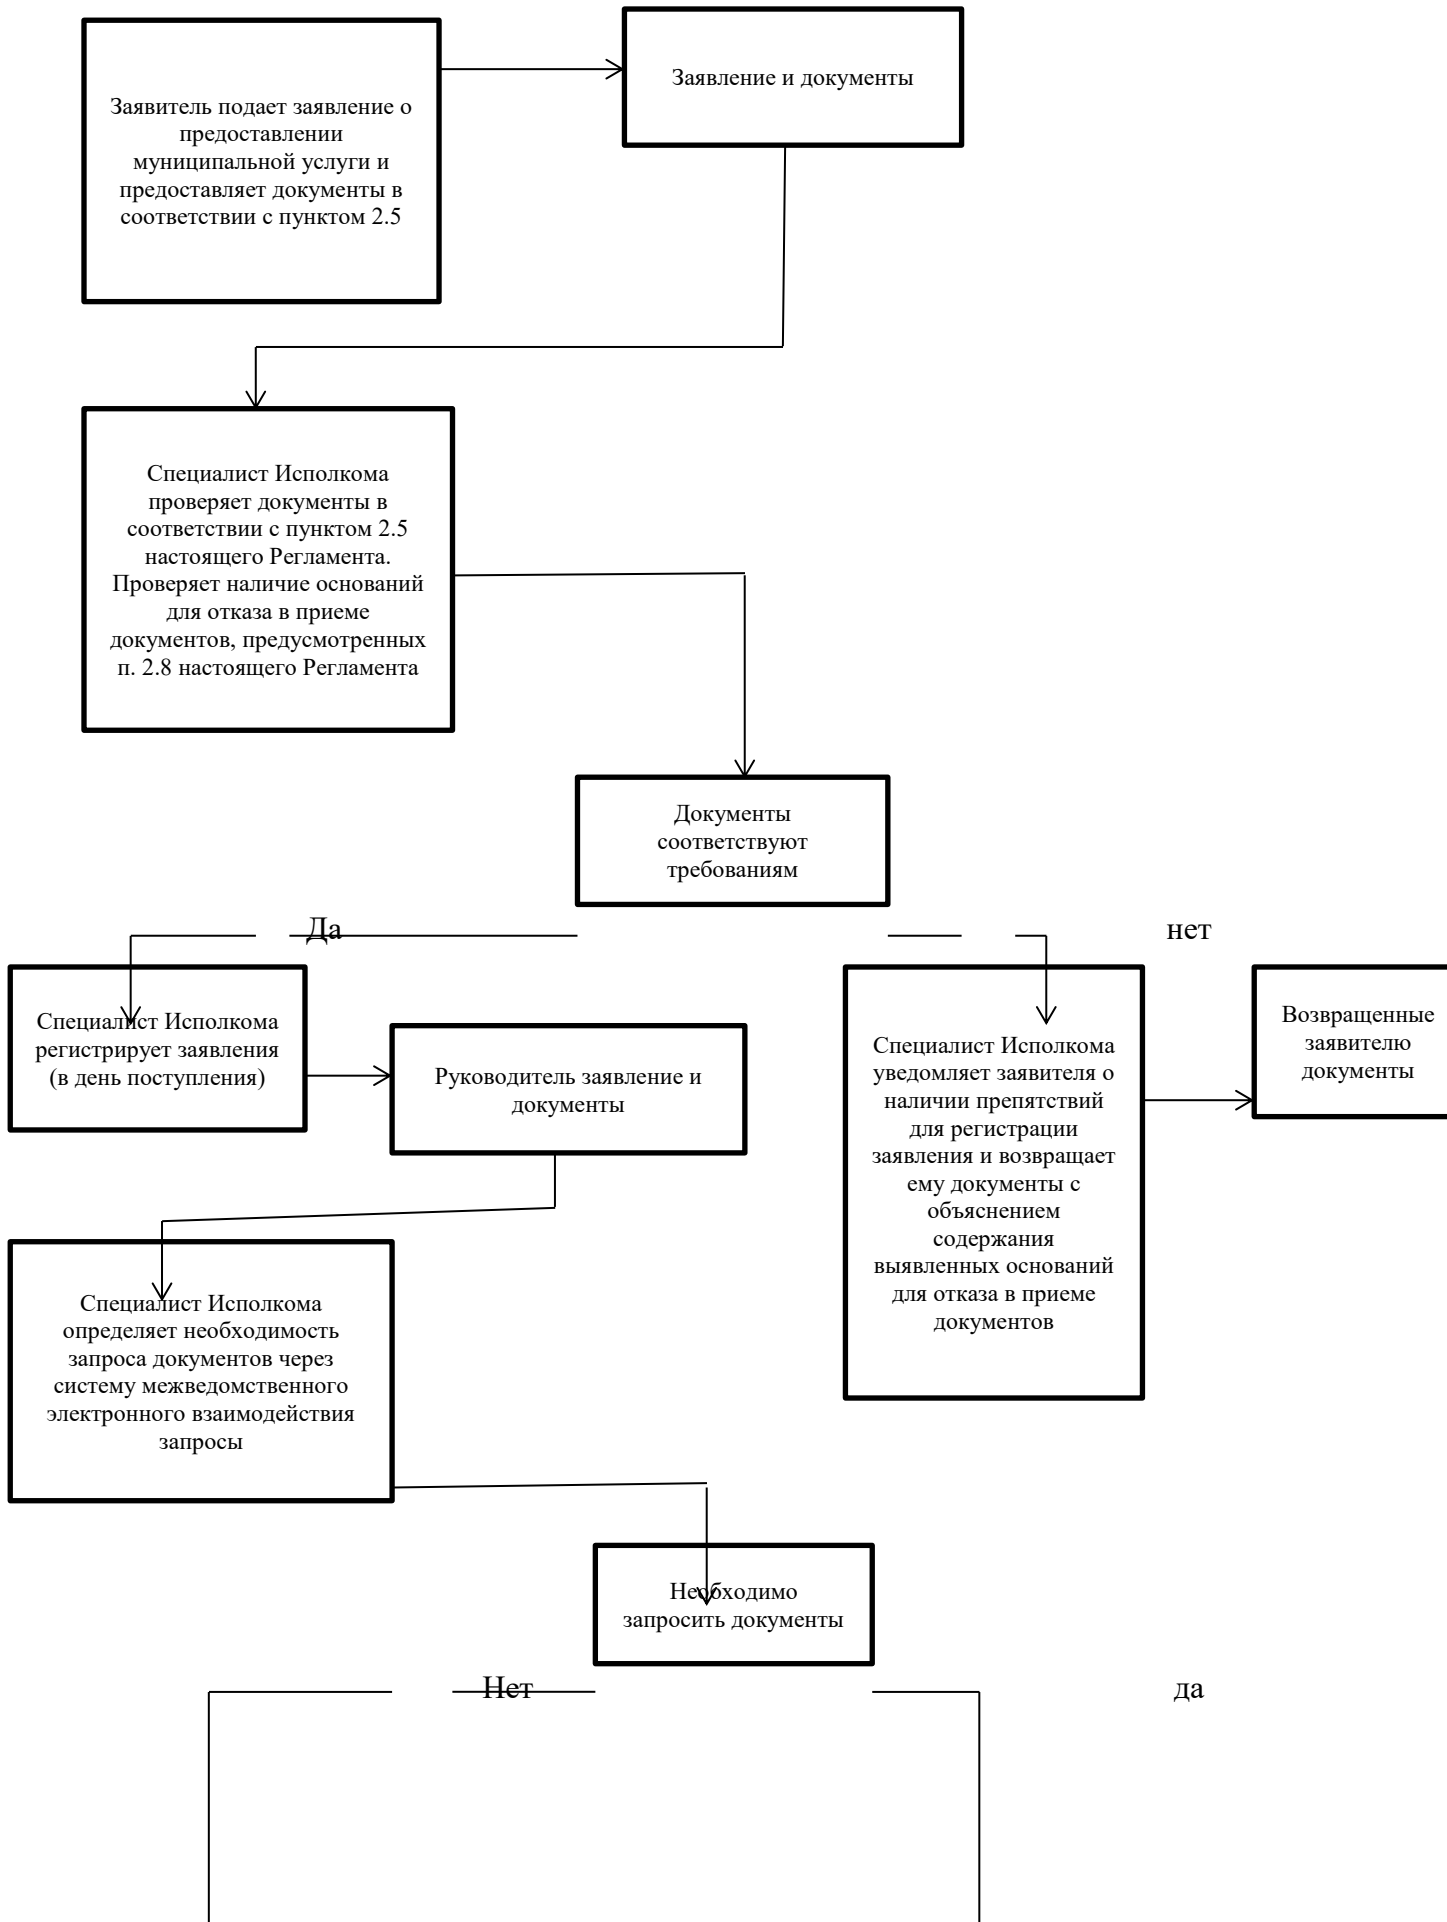 Заявитель подает заявление о
предоставлении
муниципальной услуги и
предоставляет документы в
соответствии с пунктом 2.5
Заявление и документы
Специалист Исполкома
проверяет документы в
соответствии с пунктом 2.5
настоящего Регламента.
Проверяет наличие оснований
для отказа в приеме
документов, предусмотренных
п. 2.8 настоящего Регламента
Документы
соответствуют
требованиям
Да
нет
Специалист Исполкома
регистрирует заявления
(в день поступления)
Руководитель заявление и
документы
Специалист Исполкома
уведомляет заявителя о
наличии препятствий
для регистрации
заявления и возвращает
ему документы с
объяснением
содержания
выявленных оснований
для отказа в приеме
документов
Возвращенные
заявителю
документы
Специалист Исполкома
определяет необходимость
запроса документов через
систему межведомственного
электронного взаимодействия
запросы
Необходимо
запросить документы
Нет
да